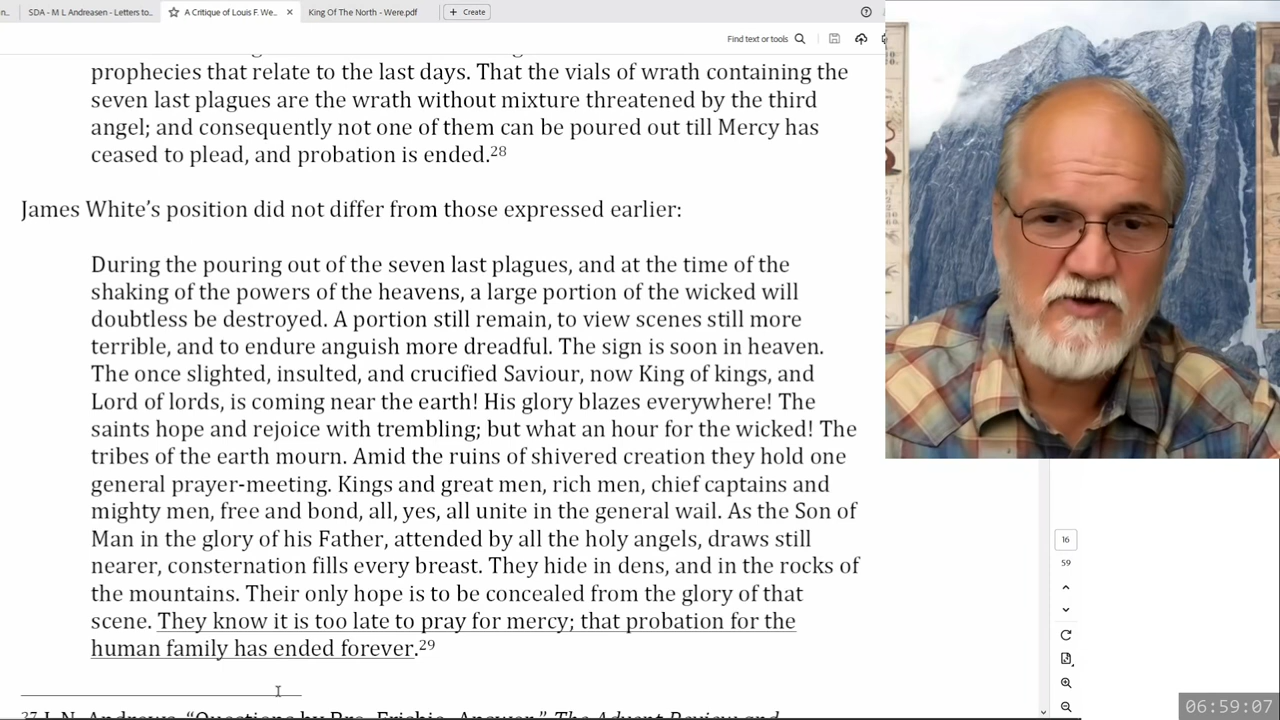 SDA - M L Andreasen - Letters to...
A Critique of Louis F. We...
King Of The North - Were.pdf
Create
Find text or tools
prophecies that relate to the last days. That the vials of wrath containing the
seven last plagues are the wrath without mixture threatened by the third
angel; and consequently not one of them can be poured out till Mercy has
ceased to plead, and probation is ended.28
James White’s position did not differ from those expressed earlier:
During the pouring out of the seven last plagues, and at the time of the
shaking of the powers of the heavens, a large portion of the wicked will
doubtless be destroyed. A portion still remain, to view scenes still more
terrible, and to endure anguish more dreadful. The sign is soon in heaven.
The once slighted, insulted, and crucified Saviour, now King of kings, and
Lord of lords, is coming near the earth! His glory blazes everywhere! The
saints hope and rejoice with trembling; but what an hour for the wicked! The
tribes of the earth mourn. Amid the ruins of shivered creation they hold one
general prayer-meeting. Kings and great men, rich men, chief captains and
mighty men, free and bond, all, yes, all unite in the general wail. As the Son of
Man in the glory of his Father, attended by all the holy angels, draws still
nearer, consternation fills every breast. They hide in dens, and in the rocks of
the mountains. Their only hope is to be concealed from the glory of that
scene. They know it is too late to pray for mercy; that probation for the
human family has ended forever.29
27 J. N. Andrews, “Questions by Bro. Frisbie. Answer,” The Advent Review and
16
59
06:59:07